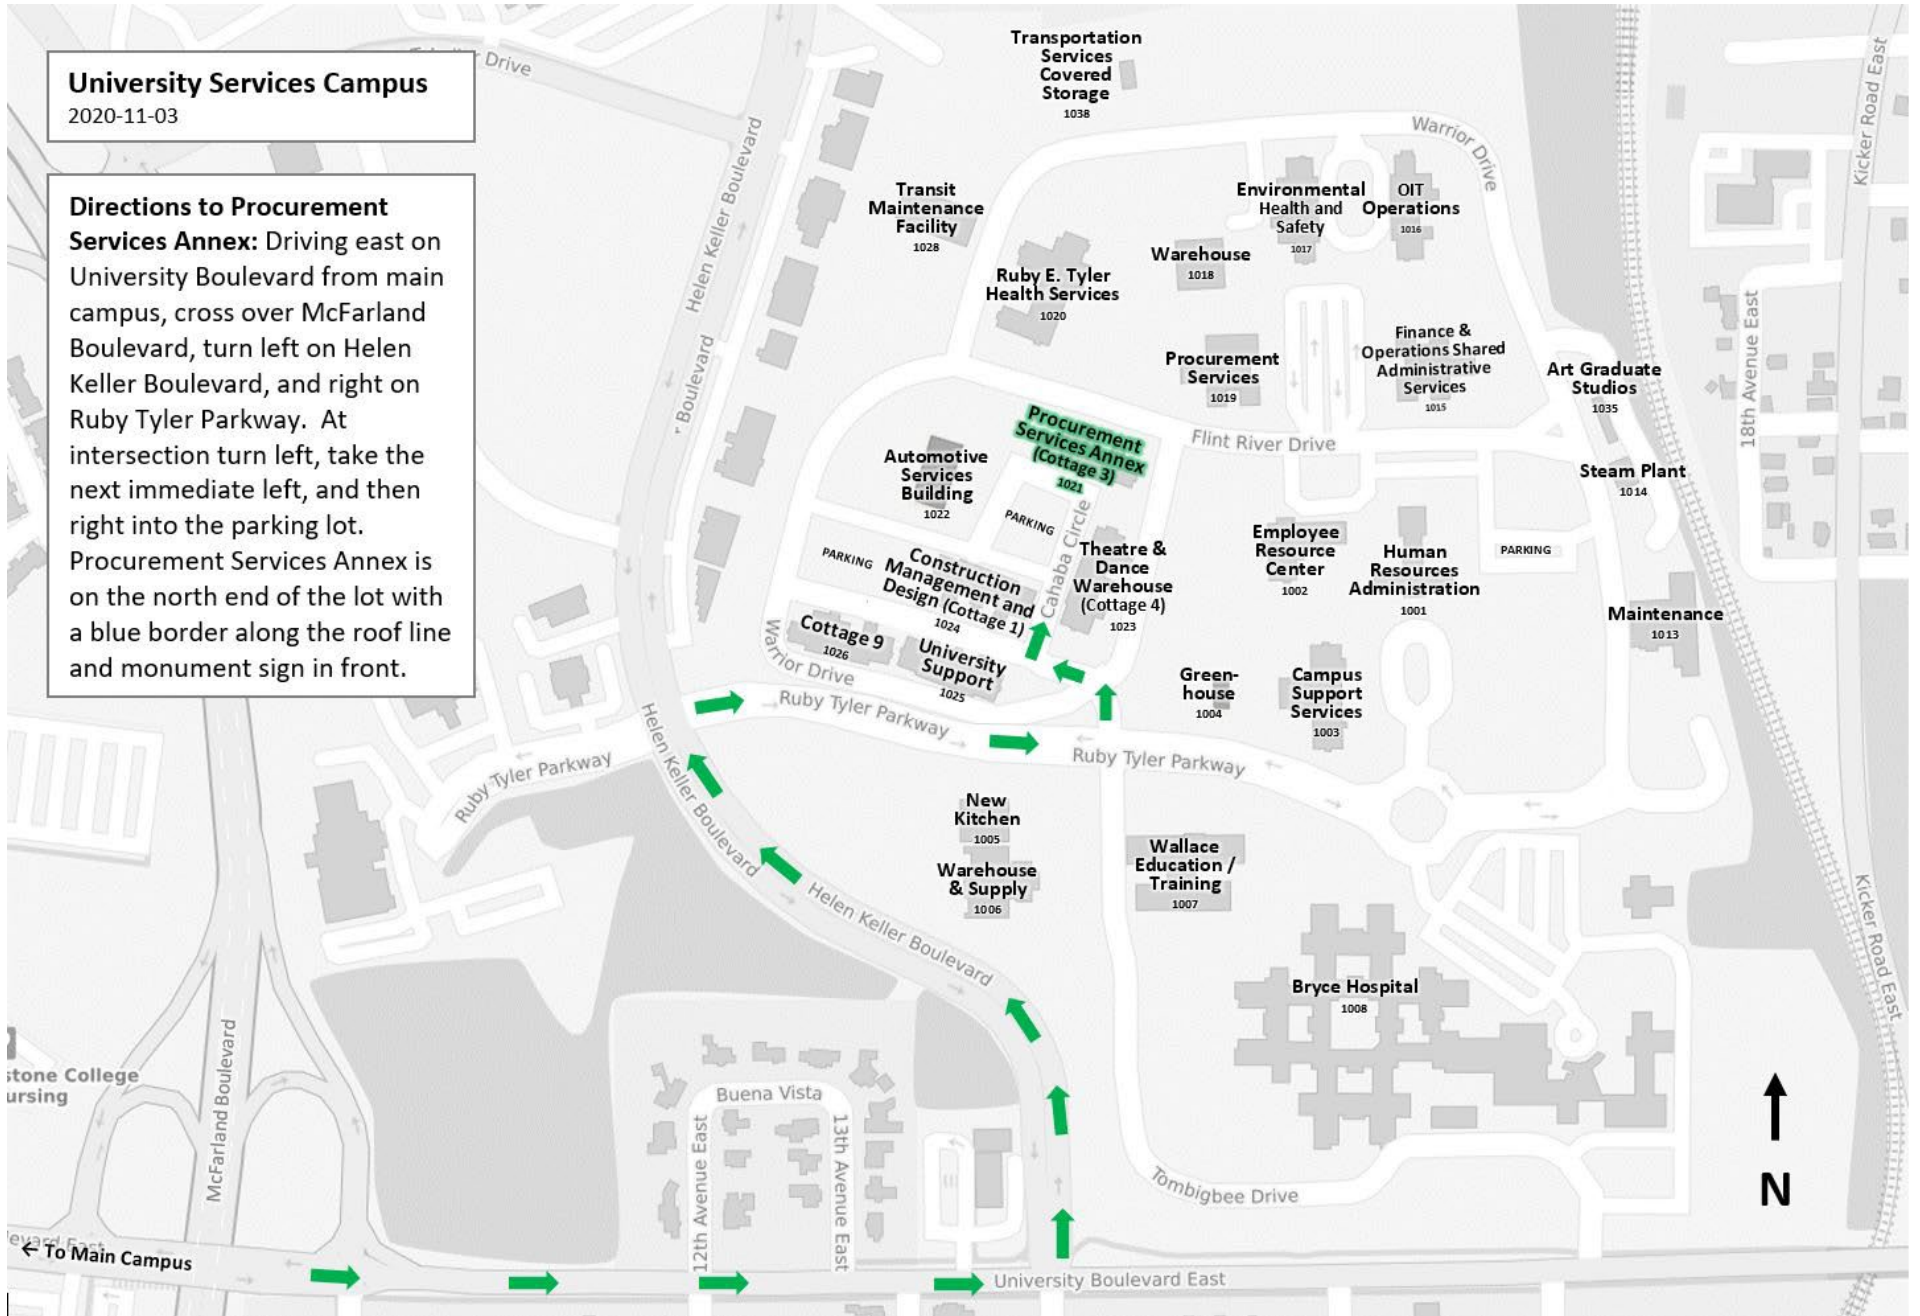 University Services Campus
2020-11-03
Directions to Procurement
Services Annex: Driving east on
University Boulevard from main
campus, cross over McFarland
Boulevard, turn left on Helen
Keller Boulevard, and right on
Ruby Tyler Parkway.  At
intersection turn left, take the
next immediate left, and then
right into the parking lot.
Procurement Services Annex is
on the north end of the lot with
a blue border along the roof line
and monument sign in front.
Drive
Transportation
Services
Covered
Storage
1038
Warrior Drive
Kicker Road East
Helen Keller Boulevard
Transit
Maintenance
Facility
1028
Environmental
Health and
Safety
1017
OIT
Operations
1016
Warehouse
1018
Ruby E. Tyler
Health Services
1020
18th Avenue East
Boulevard
Procurement
Services
1019
Finance &
Operations Shared
Administrative
Services
1015
Art Graduate
Studios
1035
Procurement
Services Annex
(Cottage 3)
1021
Flint River Drive
Automotive
Services
Building
1022
Steam Plant
1014
PARKING
Cahaba Circle
PARKING
Construction
Management and
Design (Cottage 1)
1024
Theatre &
Dance
Warehouse
(Cottage 4)
1023
Employee
Resource
Center
1002
Human
Resources
Administration
1001
PARKING
Maintenance
1013
Cottage 9
1026
University
Support
1025
Warrior Drive
Green-
house
1004
Campus
Support
Services
1003
Ruby Tyler Parkway
Ruby Tyler Parkway
Ruby Tyler Parkway
Helen Keller Boulevard
New
Kitchen
1005
Warehouse
& Supply
1006
Wallace
Education /
Training
1007
Helen Keller Boulevard
Kicker Road East
Bryce Hospital
1008
stone College
ursing
McFarland Boulevard
Buena Vista
12th Avenue East
13th Avenue East
Tombigbee Drive
N
← To Main Campus
University Boulevard East